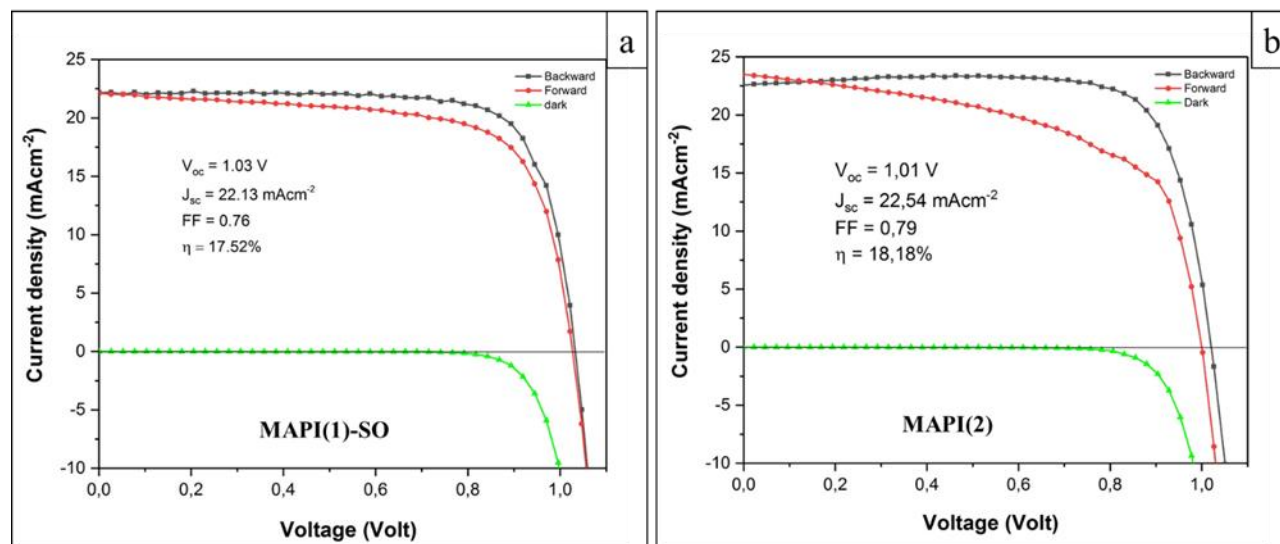 a
25
20
15
10
5
0
-5
-10
0,0
0,2
0,4
0,6
0,8
1,0
Current density (mAcm⁻²)
Voltage (Volt)
Backward
Forward
dark
V_oc = 1.03 V
J_sc = 22.13 mAcm⁻²
FF = 0.76
η = 17.52%
MAPI(1)-SO
b
25
20
15
10
5
0
-5
-10
0,0
0,2
0,4
0,6
0,8
1,0
Current density (mAcm⁻²)
Voltage (Volt)
Backward
Forward
Dark
V_oc = 1,01 V
J_sc = 22,54 mAcm⁻²
FF = 0,79
η = 18,18%
MAPI(2)